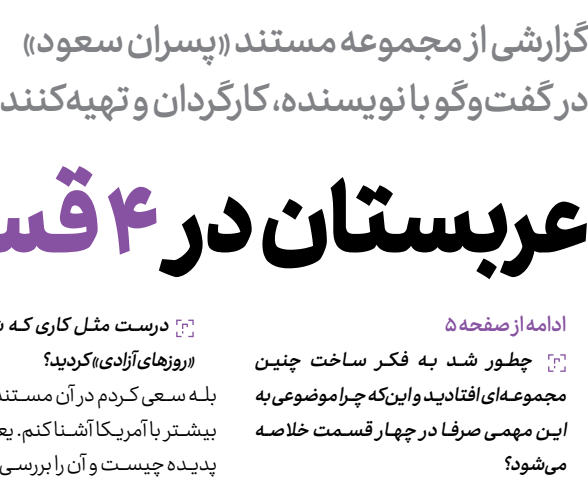 گزارشی از مجموعه مستند «پسران سعود»
در گفت‌وگو با نویسنده، کارگردان و تهیه‌کننده
عربستان در ۴
ادامه از صفحه ۵
چطور شد به فکر ساخت چنین
مجموعه‌ای افتادید و این‌که چرا موضوعی به
این مهمی صرفا در چهار قسمت خلاصه
می‌شود؟
درست مثل کاری که
«روزهای آزادی» کردید؟
بله سعی کردم در آن مستند
بیشتر با آمریکا آشنا کنم. یعنی
پدیده چیست و آن را بررسی